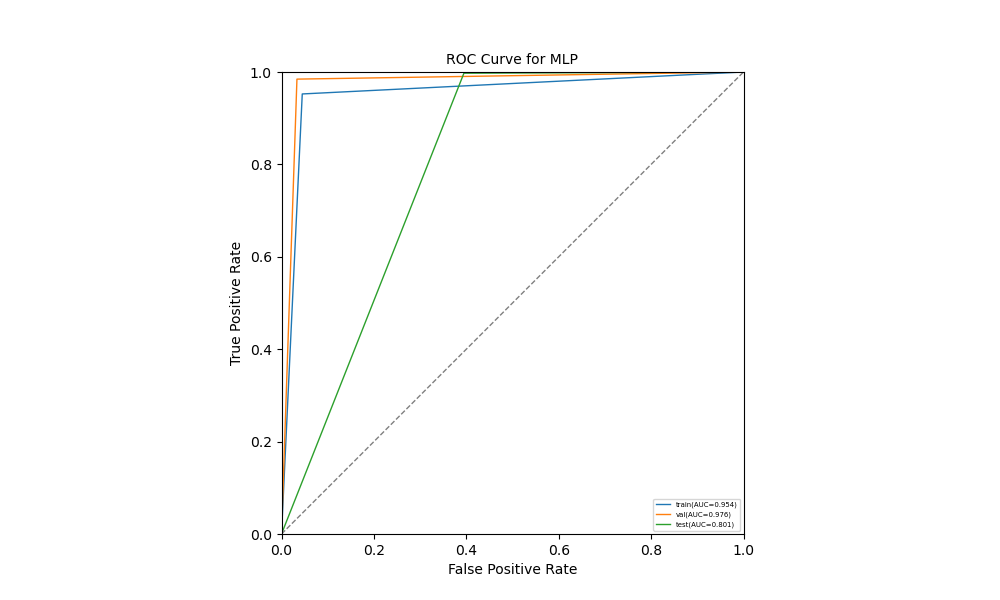 ROC Curve for MLP
1.0
0.8
0.6
0.4
0.2
0.0
True Positive Rate
0.0 0.2 0.4 0.6 0.8 1.0
False Positive Rate
train(AUC=0.954)
val(AUC=0.976)
test(AUC=0.801)